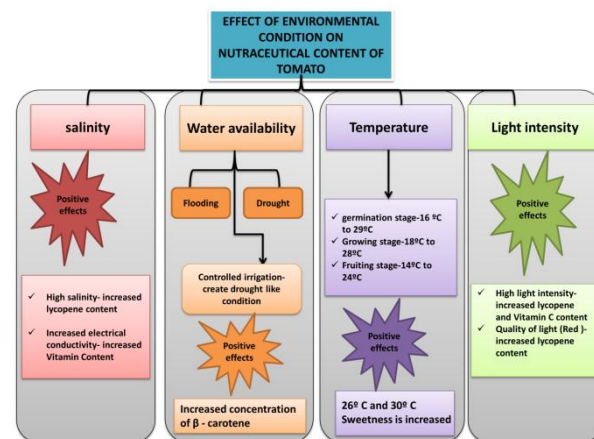 EFFECT OF ENVIRONMENTAL
CONDITION ON
NUTRACEUTICAL CONTENT OF
TOMATO
salinity
Positive
effects
✓ High salinity- increased
lycopene content
✓ Increased electrical
conductivity- increased
Vitamin Content
Water availability
Flooding
Drought
Controlled irrigation-
create drought like
condition
Positive
effects
Increased concentration
of β - carotene
Temperature
✓ germination stage-16 ºC
to 29ºC
✓ Growing stage-18ºC to
28ºC
✓ Fruiting stage-14ºC to
24ºC
Positive
effects
26º C and 30º C
Sweetness is increased
Light intensity
Positive
effects
✓ High light intensity-
increased lycopene
and Vitamin C content
✓ Quality of light (Red )-
increased lycopene
content